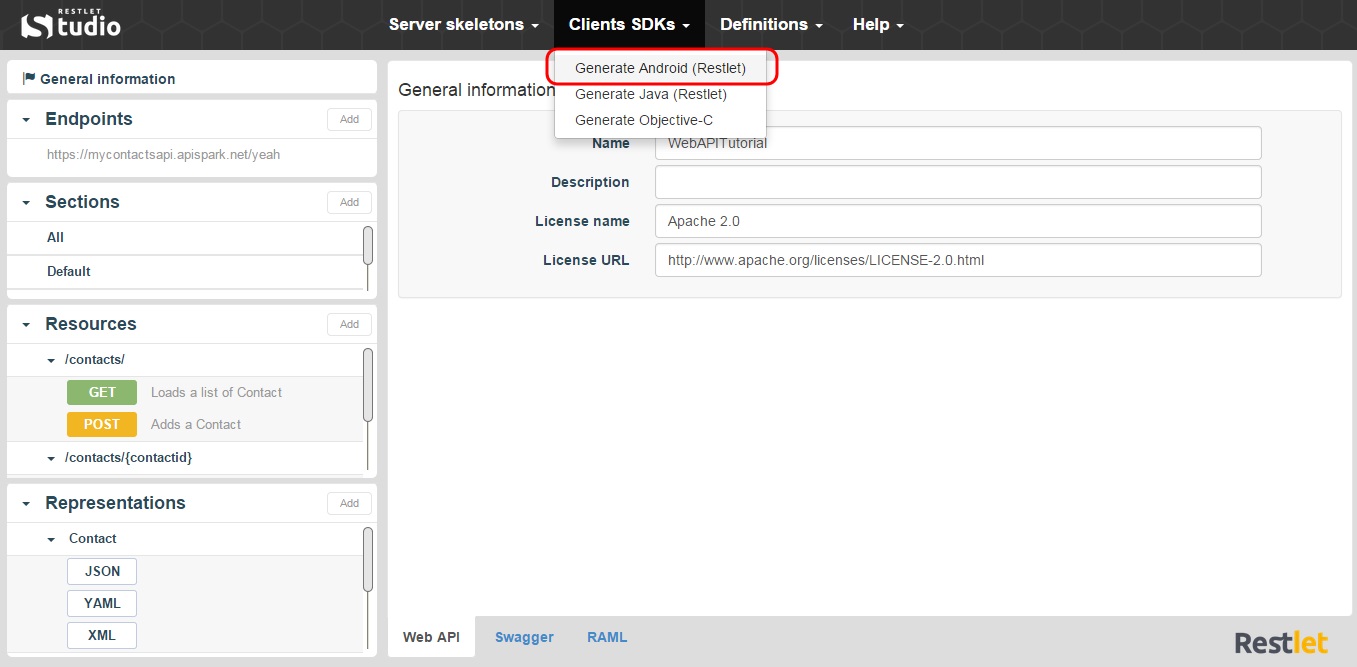 RESTLET
Studio
Server skeletons
Clients SDKs
Definitions
Help
Generate Android (Restlet)
Generate Java (Restlet)
Generate Objective-C
General information
Endpoints
Add
https://mycontactsapi.apispark.net/yeah
Sections
Add
All
Default
Resources
Add
/contacts/
GET Loads a list of Contact
POST Adds a Contact
/contacts/{contactid}
Representations
Add
Contact
JSON
YAML
XML
General information
Name WebAPITutorial
Description
License name Apache 2.0
License URL http://www.apache.org/licenses/LICENSE-2.0.html
Web API
Swagger
RAML
Restlet